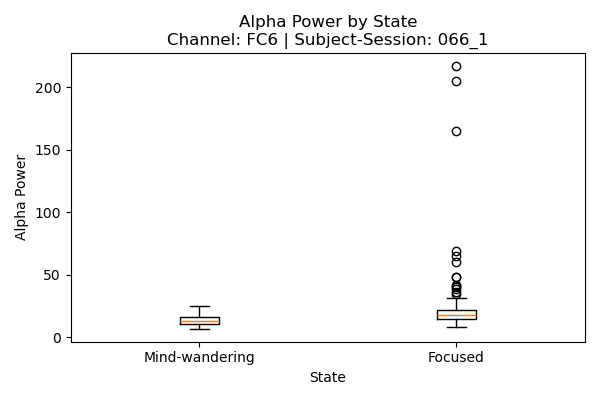 Alpha Power by State
Channel: FC6 | Subject-Session: 066_1
200
150
100
50
0
Alpha Power
Mind-wandering
Focused
State